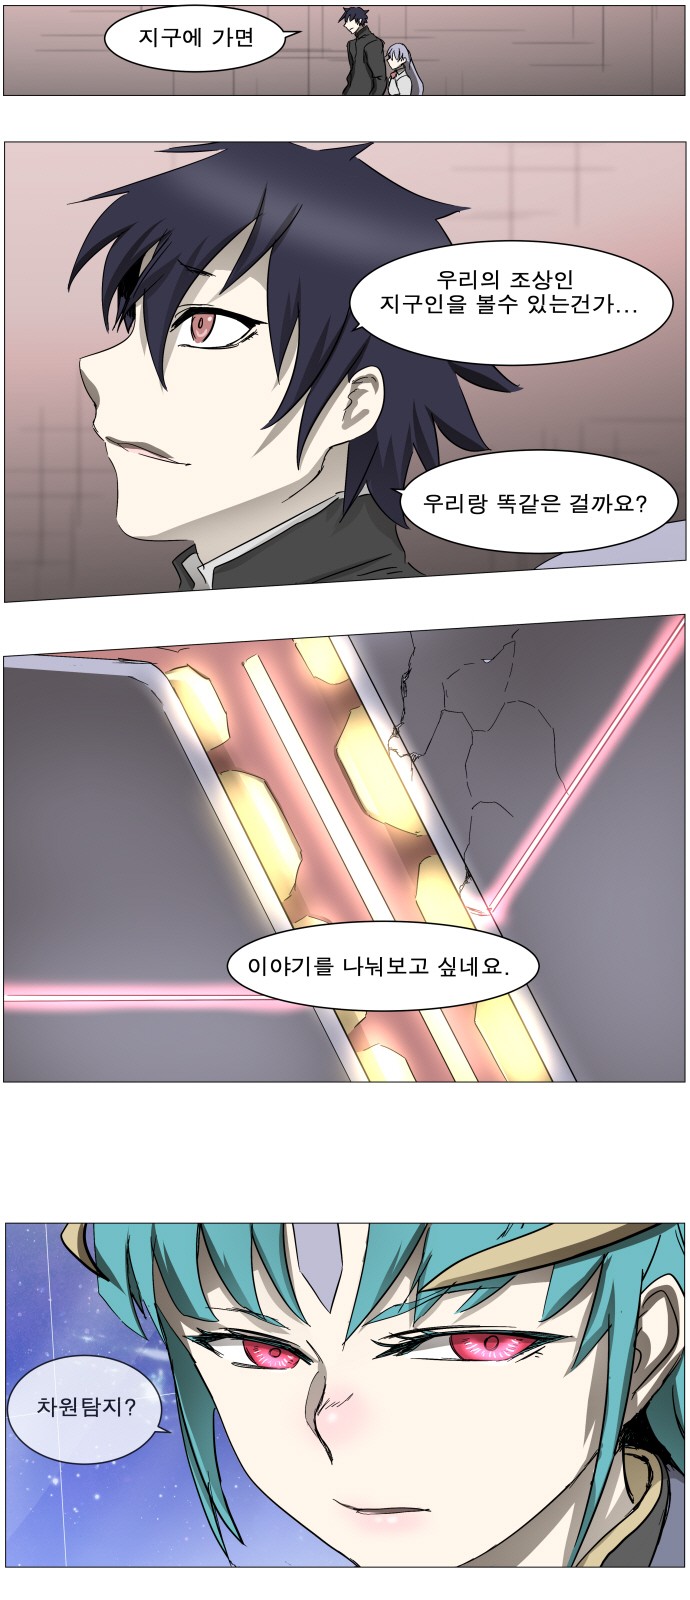 지구에 가면
우리의 조상인
지구인을 볼수 있는건가...
우리랑 똑같은 걸까요?
이야기를 나눠보고 싶네요.
차원탐지?